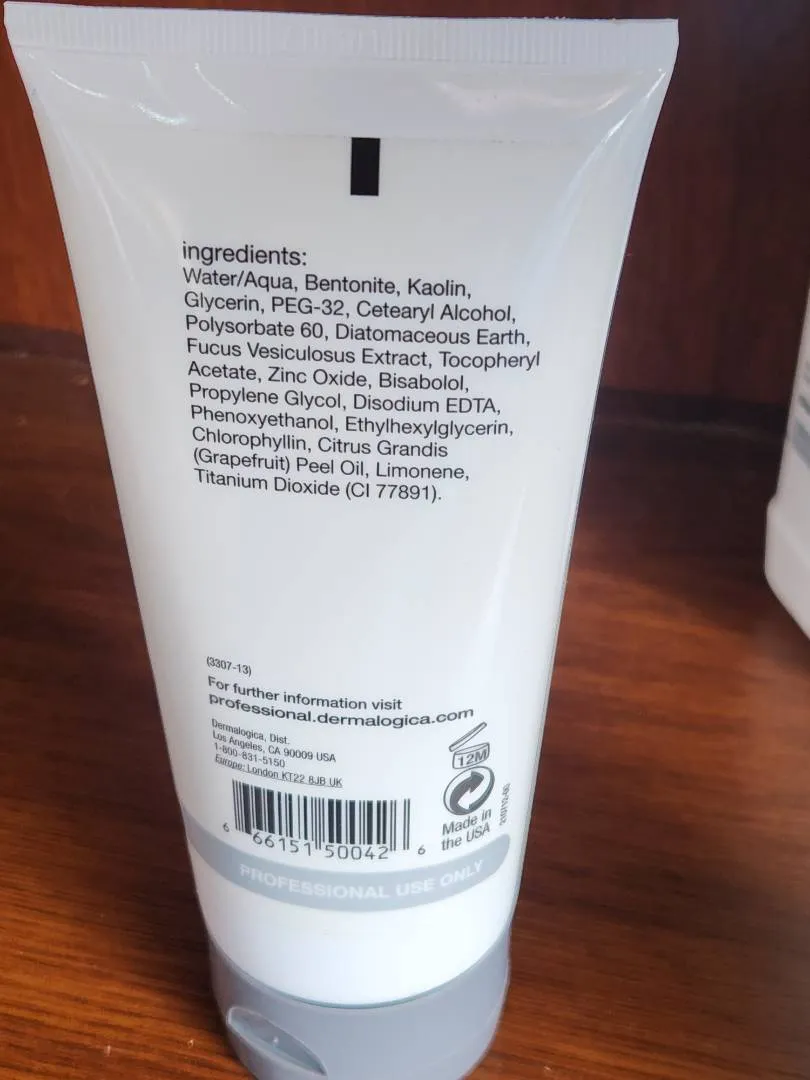 ingredients:
Water/Aqua, Bentonite, Kaolin,
Glycerin, PEG-32, Cetearyl Alcohol,
Polysorbate 60, Diatomaceous Earth,
Fucus Vesiculosus Extract, Tocopheryl
Acetate, Zinc Oxide, Bisabolol,
Propylene Glycol, Disodium EDTA,
Phenoxyethanol, Ethylhexylglycerin,
Chlorophyllin, Citrus Grandis
(Grapefruit) Peel Oil, Limonene,
Titanium Dioxide (CI 77891).
(3307-13)
For further information visit
professional.dermalogica.com
Dermalogica, Dist.
Los Angeles, CA 90009 USA
1-800-831-5150
Europe: London KT22 8JB UK
12M
Made in
the USA
6 66151 50042 6
PROFESSIONAL USE ONLY